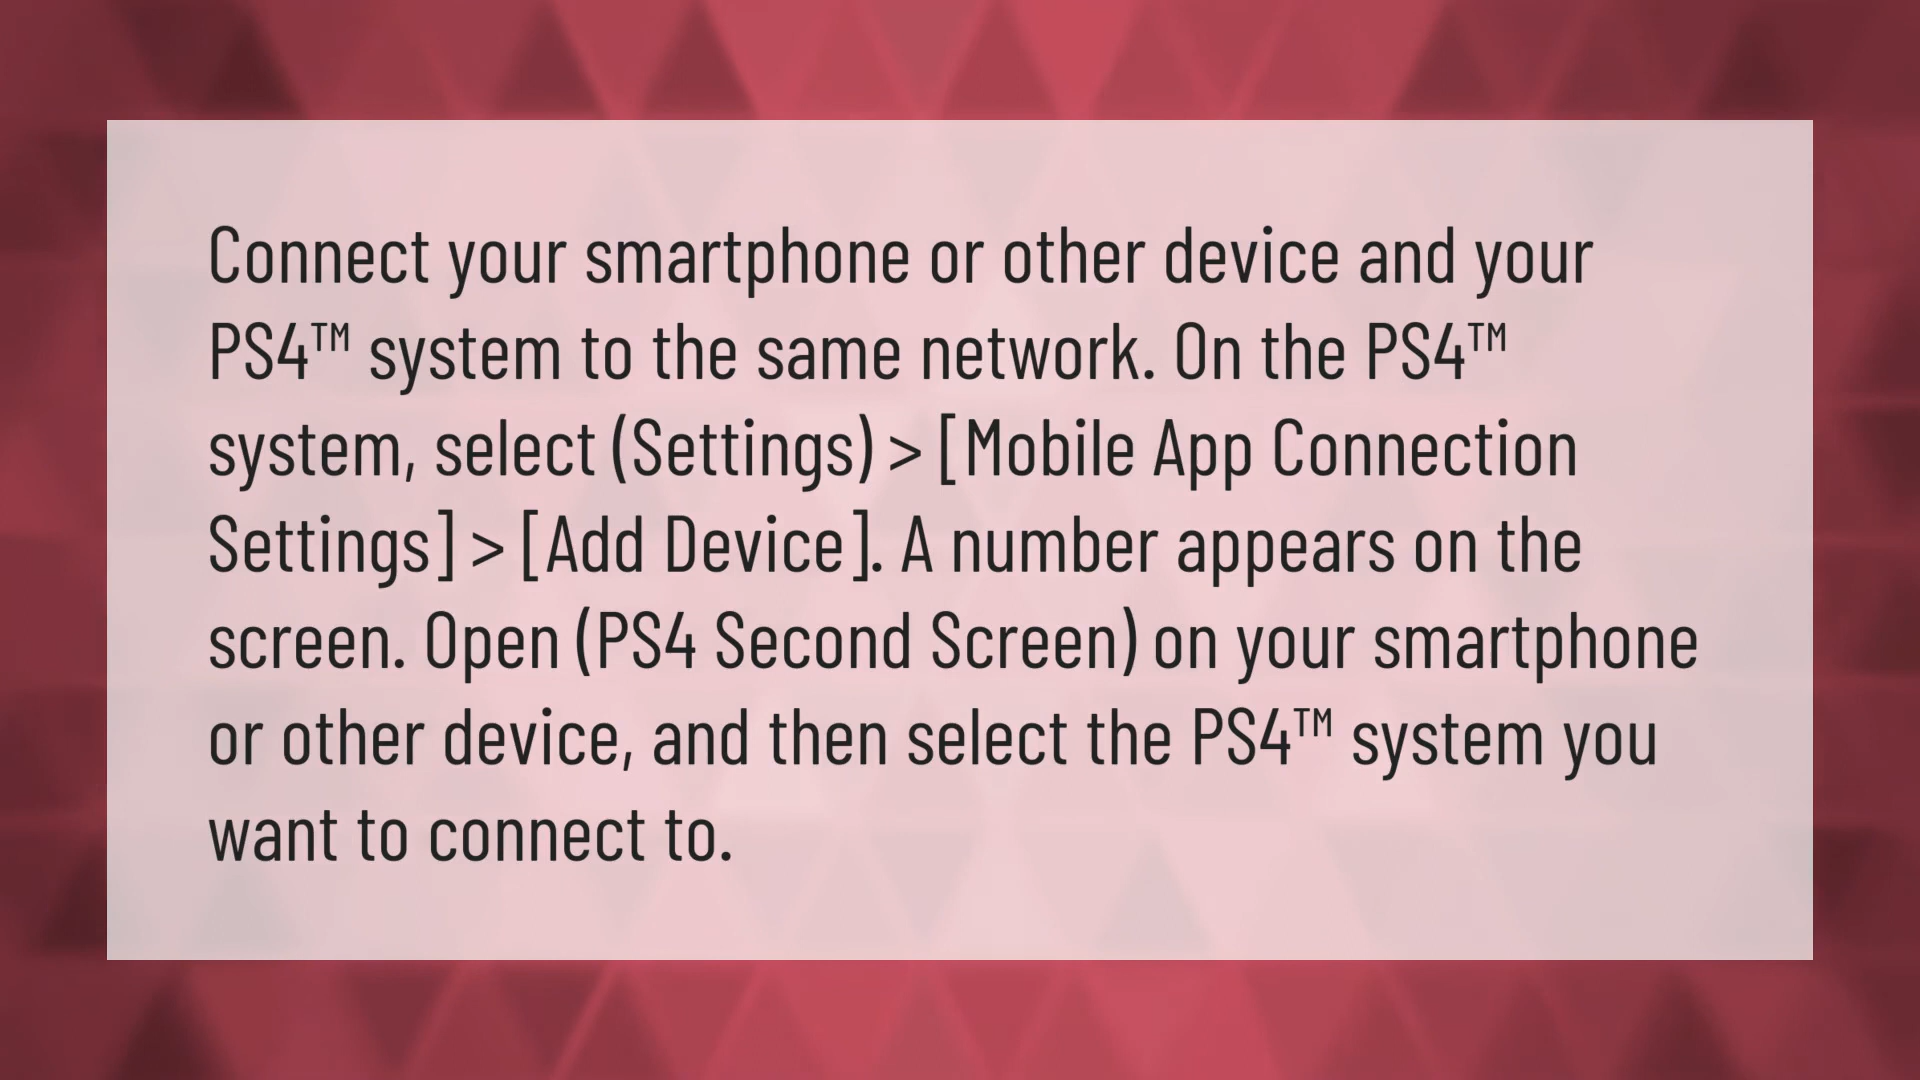 Connect your smartphone or other device and your
PS4™ system to the same network. On the PS4™
system, select (Settings) > [Mobile App Connection
Settings] > [Add Device]. A number appears on the
screen. Open (PS4 Second Screen) on your smartphone
or other device, and then select the PS4™ system you
want to connect to.